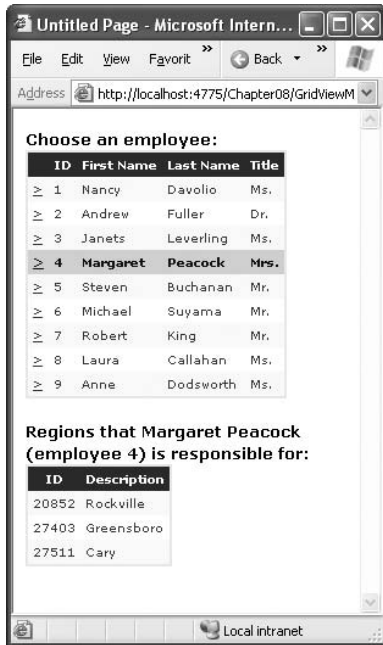 Untitled Page - Microsoft Intern...
File Edit View Favorit » Back »
Address http://localhost:4775/Chapter08/GridViewM
Choose an employee:
ID First Name Last Name Title
> 1 Nancy Davolio Ms.
> 2 Andrew Fuller Dr.
> 3 Janets Leverling Ms.
> 4 Margaret Peacock Mrs.
> 5 Steven Buchanan Mr.
> 6 Michael Suyama Mr.
> 7 Robert King Mr.
> 8 Laura Callahan Ms.
> 9 Anne Dodsworth Ms.
Regions that Margaret Peacock
(employee 4) is responsible for:
ID Description
20852 Rockville
27403 Greensboro
27511 Cary
Local intranet